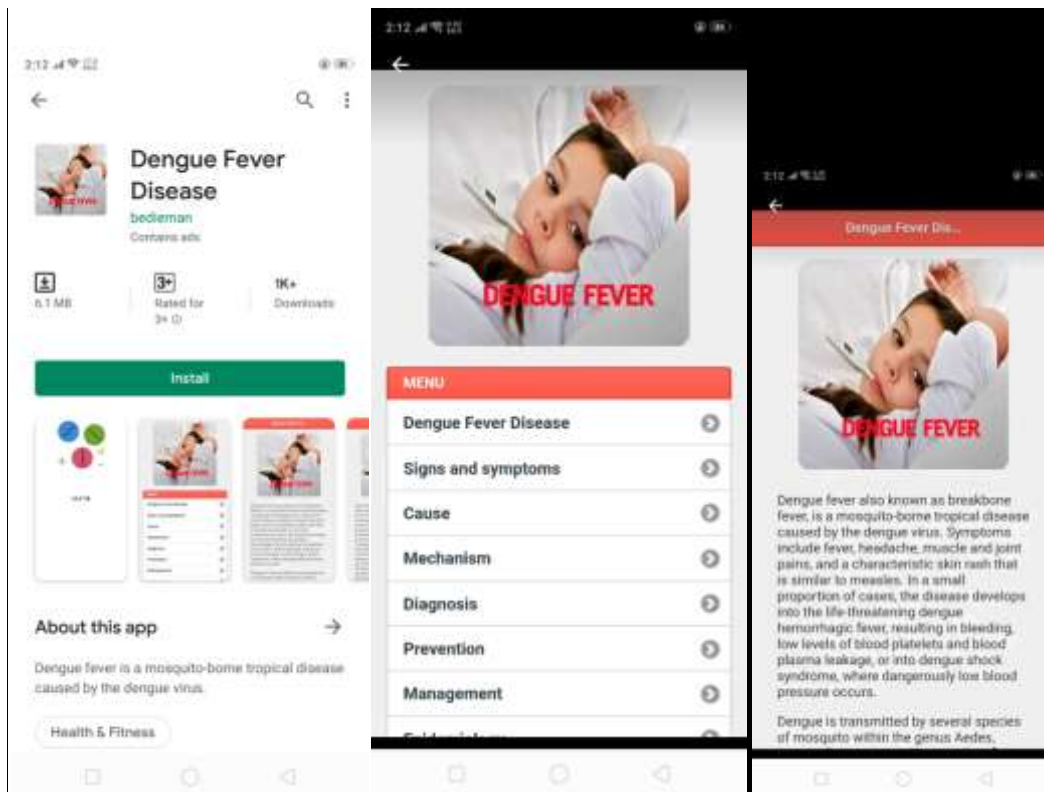 2:12
Dengue Fever
Disease
bedieman
Contains ads
6.1 MB
3+
Rated for
3+
1K+
Downloads
Install
DENGUE FEVER
About this app
Dengue fever is a mosquito-borne tropical disease
caused by the dengue virus.
Health & Fitness
2:12
DENGUE FEVER
MENU
Dengue Fever Disease
Signs and symptoms
Cause
Mechanism
Diagnosis
Prevention
Management
Epidemiology
2:12
Dengue Fever Dis...
DENGUE FEVER
Dengue fever also known as breakbone
fever, is a mosquito-borne tropical disease
caused by the dengue virus. Symptoms
include fever, headache, muscle and joint
pains, and a characteristic skin rash that
is similar to measles. In a small
proportion of cases, the disease develops
into the life-threatening dengue
hemorrhagic fever, resulting in bleeding,
low levels of blood platelets and blood
plasma leakage, or into dengue shock
syndrome, where dangerously low blood
pressure occurs.
Dengue is transmitted by several species
of mosquito within the genus Aedes,